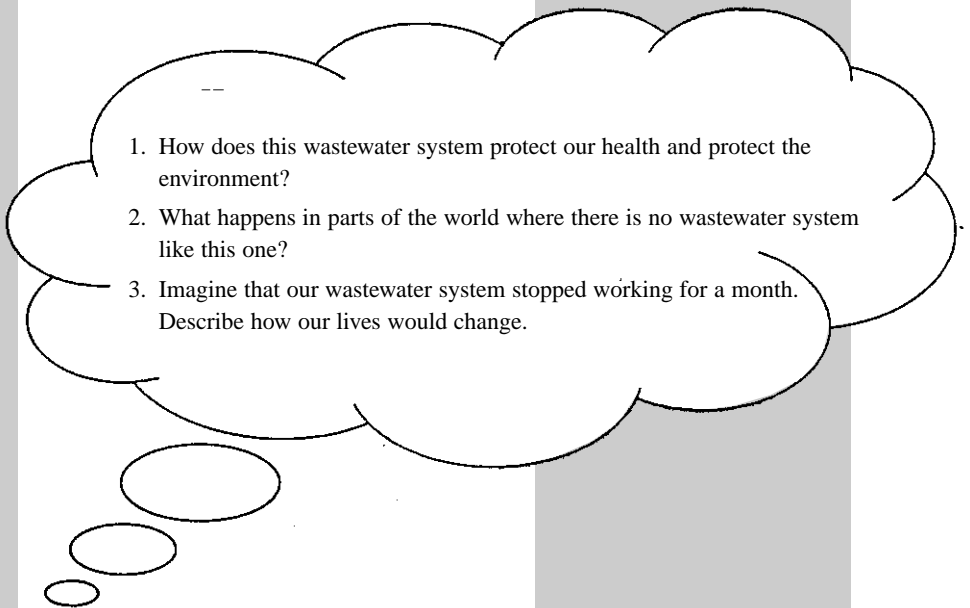 --
1. How does this wastewater system protect our health and protect the
environment?
2. What happens in parts of the world where there is no wastewater system
like this one?
3. Imagine that our wastewater system stopped working for a month.
Describe how our lives would change.